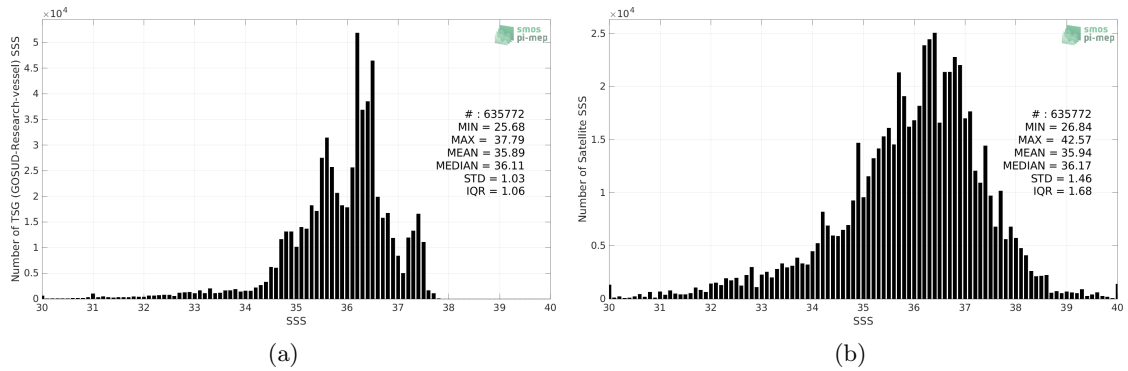 ×10⁴
smos
pi-mep
Number of TSG (GOSUD-Research-vessel) SSS
5
4.5
4
3.5
3
2.5
2
1.5
1
0.5
0
# : 635772
MIN = 25.68
MAX = 37.79
MEAN = 35.89
MEDIAN = 36.11
STD = 1.03
IQR = 1.06
30 31 32 33 34 35 36 37 38 39 40
SSS
(a)
×10⁴
smos
pi-mep
Number of Satellite SSS
2.5
2
1.5
1
0.5
0
# : 635772
MIN = 26.84
MAX = 42.57
MEAN = 35.94
MEDIAN = 36.17
STD = 1.46
IQR = 1.68
30 31 32 33 34 35 36 37 38 39 40
SSS
(b)